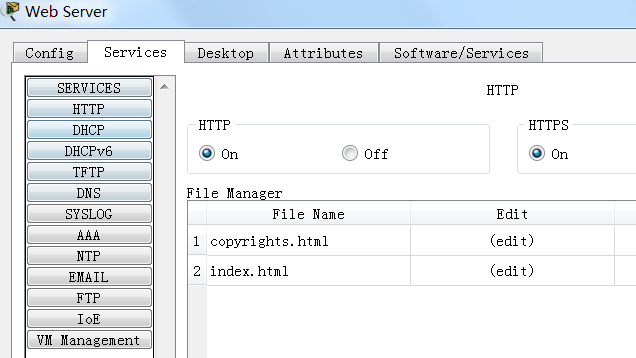 Web Server
Config Services Desktop Attributes Software/Services
SERVICES
HTTP
DHCP
DHCPv6
TFTP
DNS
SYSLOG
AAA
NTP
EMAIL
FTP
IoE
VM Management
HTTP
HTTP
On Off
HTTPS
On
File Manager
File Name Edit
1 copyrights.html (edit)
2 index.html (edit)